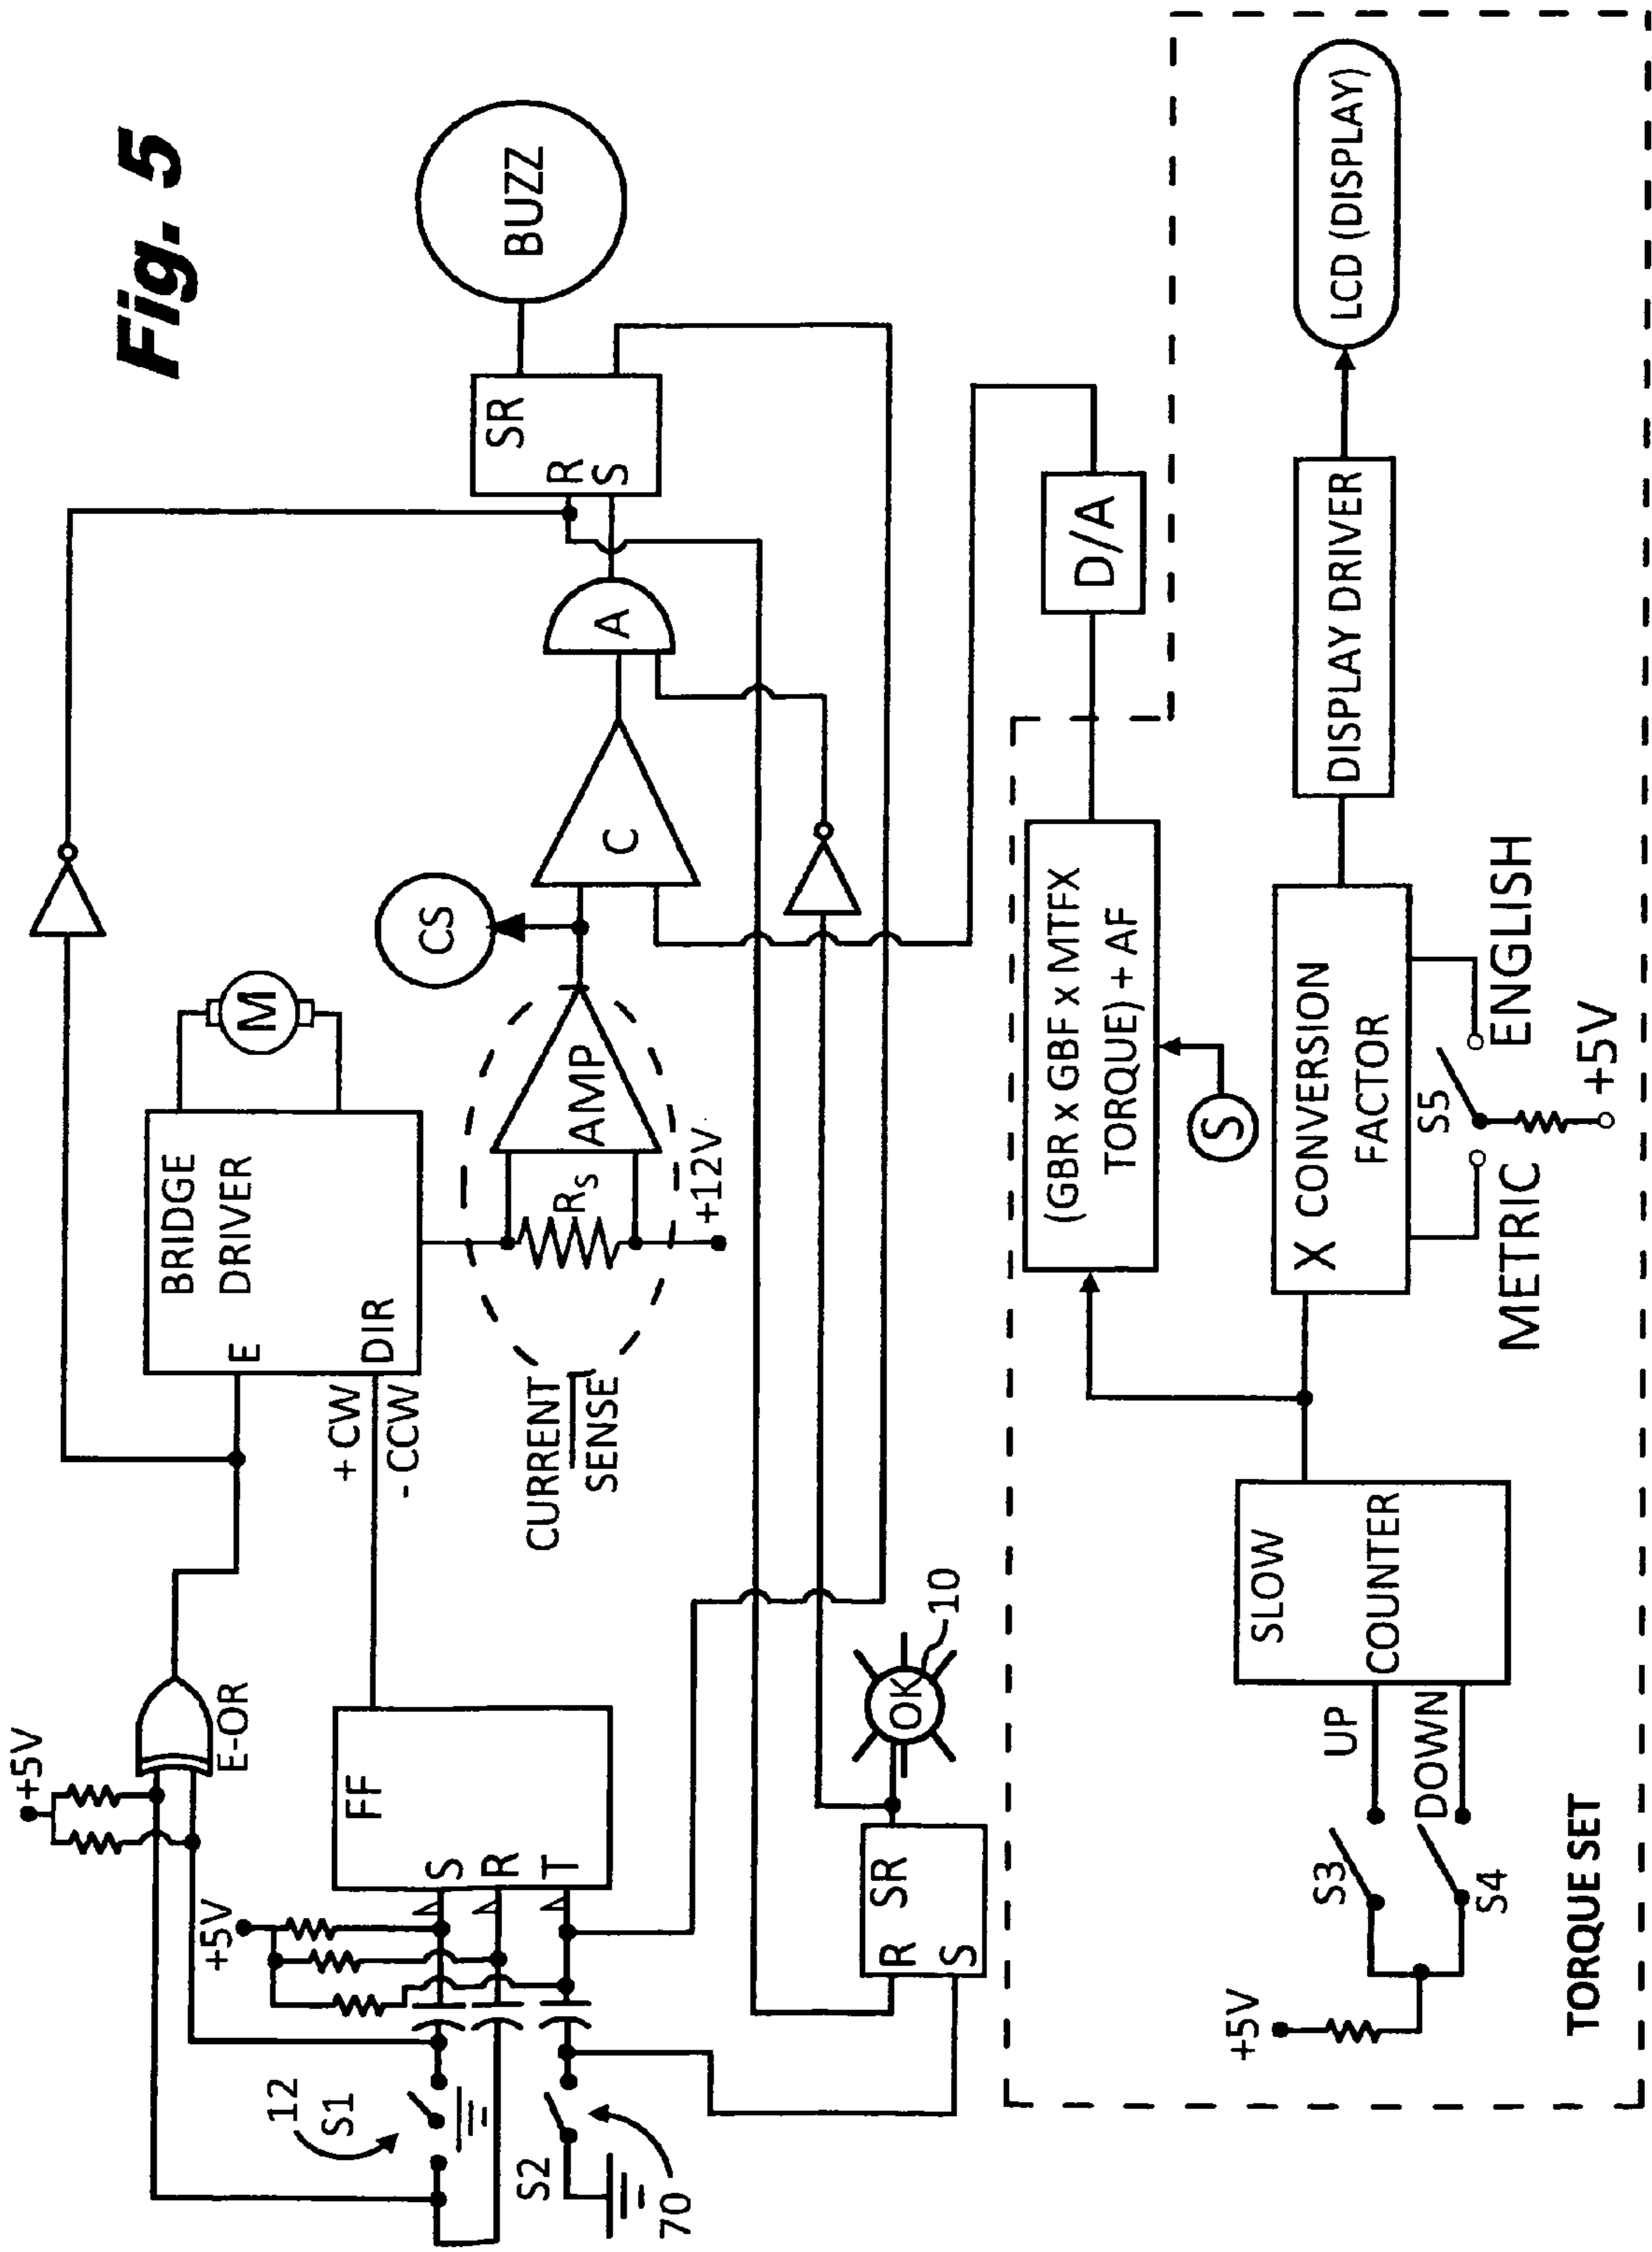 Fig. 5
+5V
E-OR
+5V
FF
S
R
T
12
S1
S2
70
BRIDGE
DRIVER
E
DIR
+ CW
- CCW
M
CURRENT
SENSE
RS
AMP
+12V
CS
C
A
SR
R
S
BUZZ
SR
R
S
OK
10
D/A
(GBR x GBF x MTFX
TORQUE) + AF
S
+5V
S3
S4
UP
DOWN
SLOW
COUNTER
X CONVERSION
FACTOR
S5
METRIC
ENGLISH
+5V
DISPLAY DRIVER
LCD (DISPLAY)
TORQUE SET